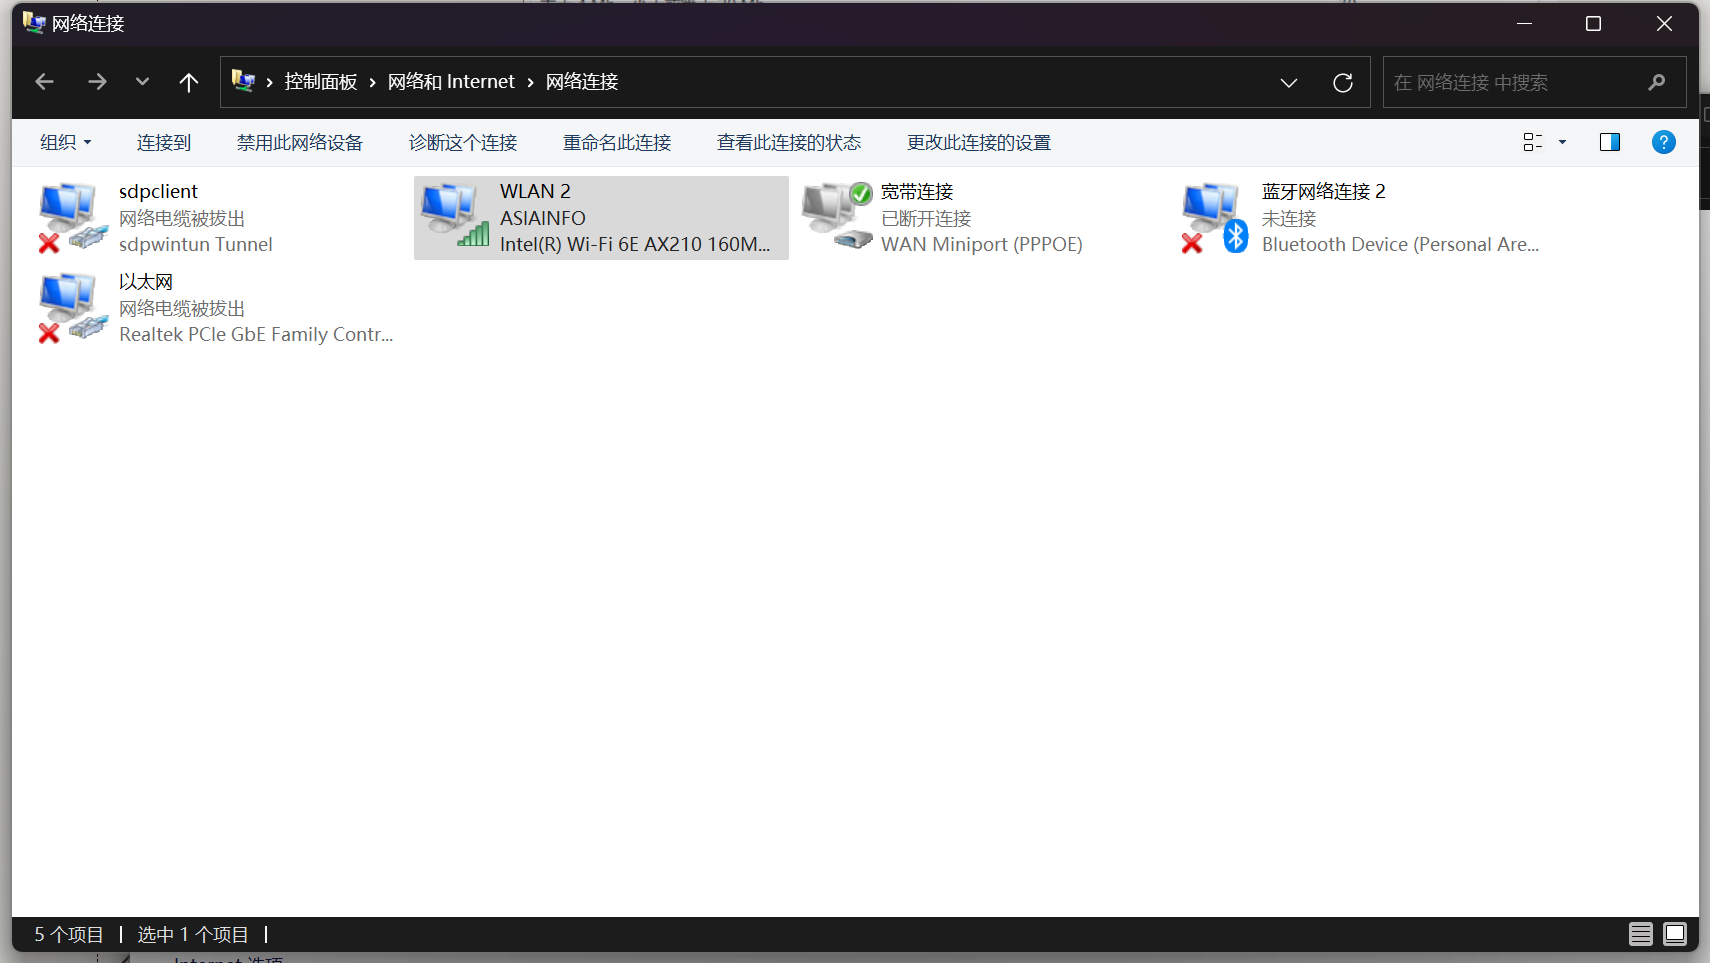 网络连接
控制面板 网络和 Internet 网络连接
在 网络连接 中搜索
组织 连接到 禁用此网络设备 诊断这个连接 重命名此连接 查看此连接的状态 更改此连接的设置
sdpclient
网络电缆被拔出
sdpwintun Tunnel
WLAN 2
ASIAINFO
Intel(R) Wi-Fi 6E AX210 160M...
宽带连接
已断开连接
WAN Miniport (PPPOE)
蓝牙网络连接 2
未连接
Bluetooth Device (Personal Are...
以太网
网络电缆被拔出
Realtek PCIe GbE Family Contr...
5 个项目 选中 1 个项目
Internet 选项